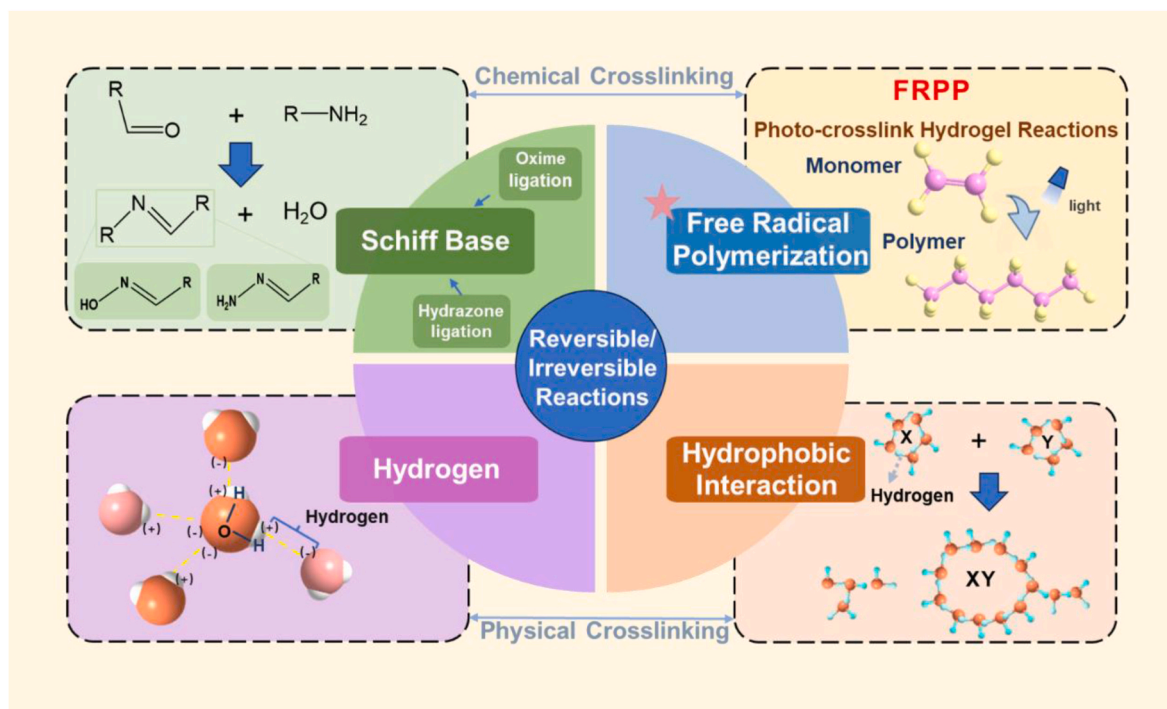 Chemical Crosslinking
R
O
+
R—NH₂
N
R
R
+
H₂O
HO
N
R
H₂N
N
R
Oxime
ligation
Schiff Base
Hydrazone
ligation
FRPP
Photo-crosslink Hydrogel Reactions
Monomer
light
Polymer
Free Radical
Polymerization
Reversible/
Irreversible
Reactions
Hydrogen
(-)
(+)
H
(+)
(-)
O
(+)
Hydrogen
(-)
H
(-)
(+)
Hydrophobic
Interaction
X
+
Y
Hydrogen
XY
Physical Crosslinking